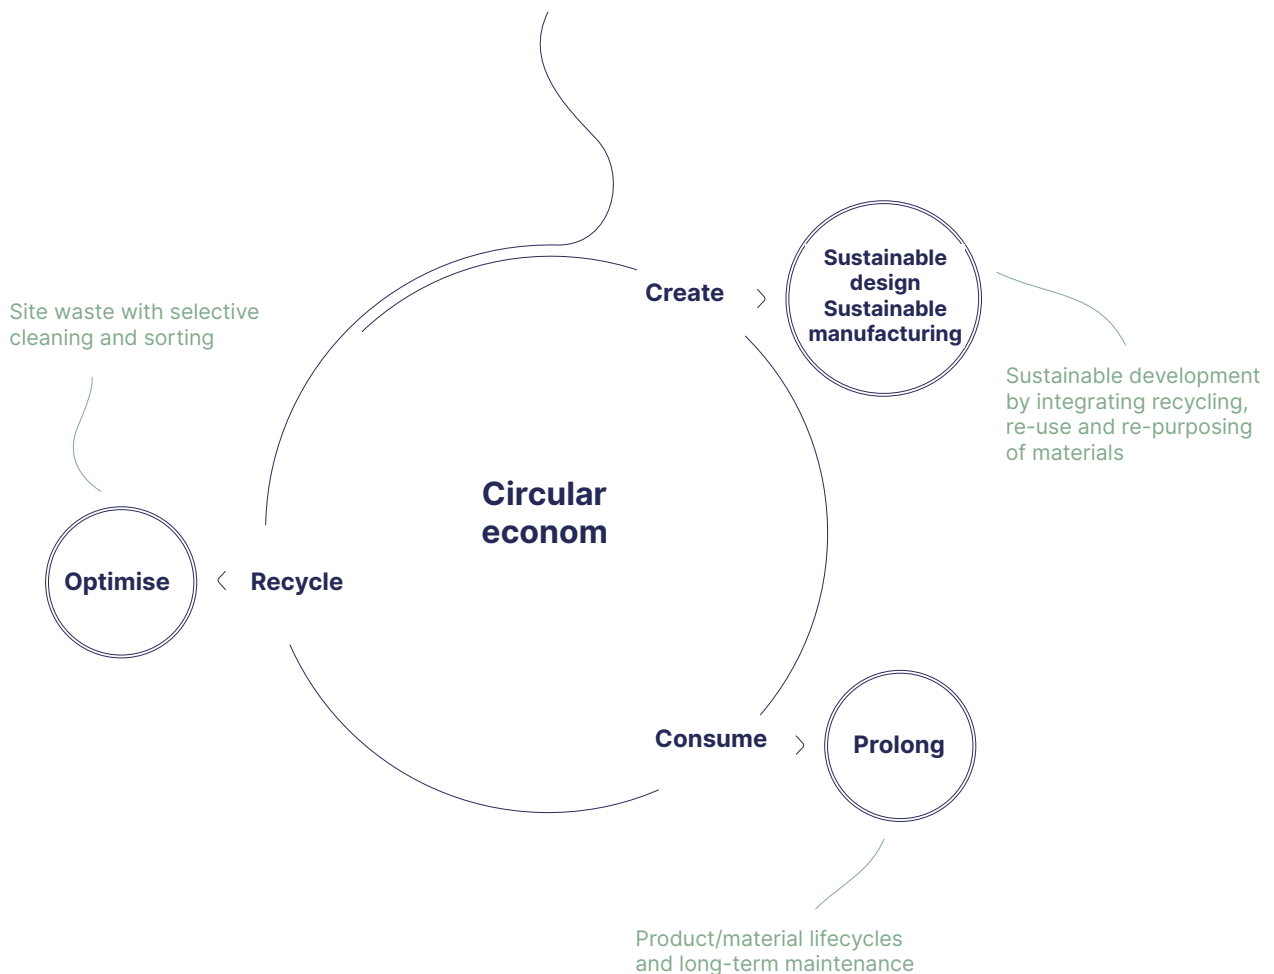 Create
Sustainable
design
Sustainable
manufacturing
Site waste with selective
cleaning and sorting
Sustainable development
by integrating recycling,
re-use and re-purposing
of materials
Circular
econom
Optimise
Recycle
Consume
Prolong
Product/material lifecycles
and long-term maintenance